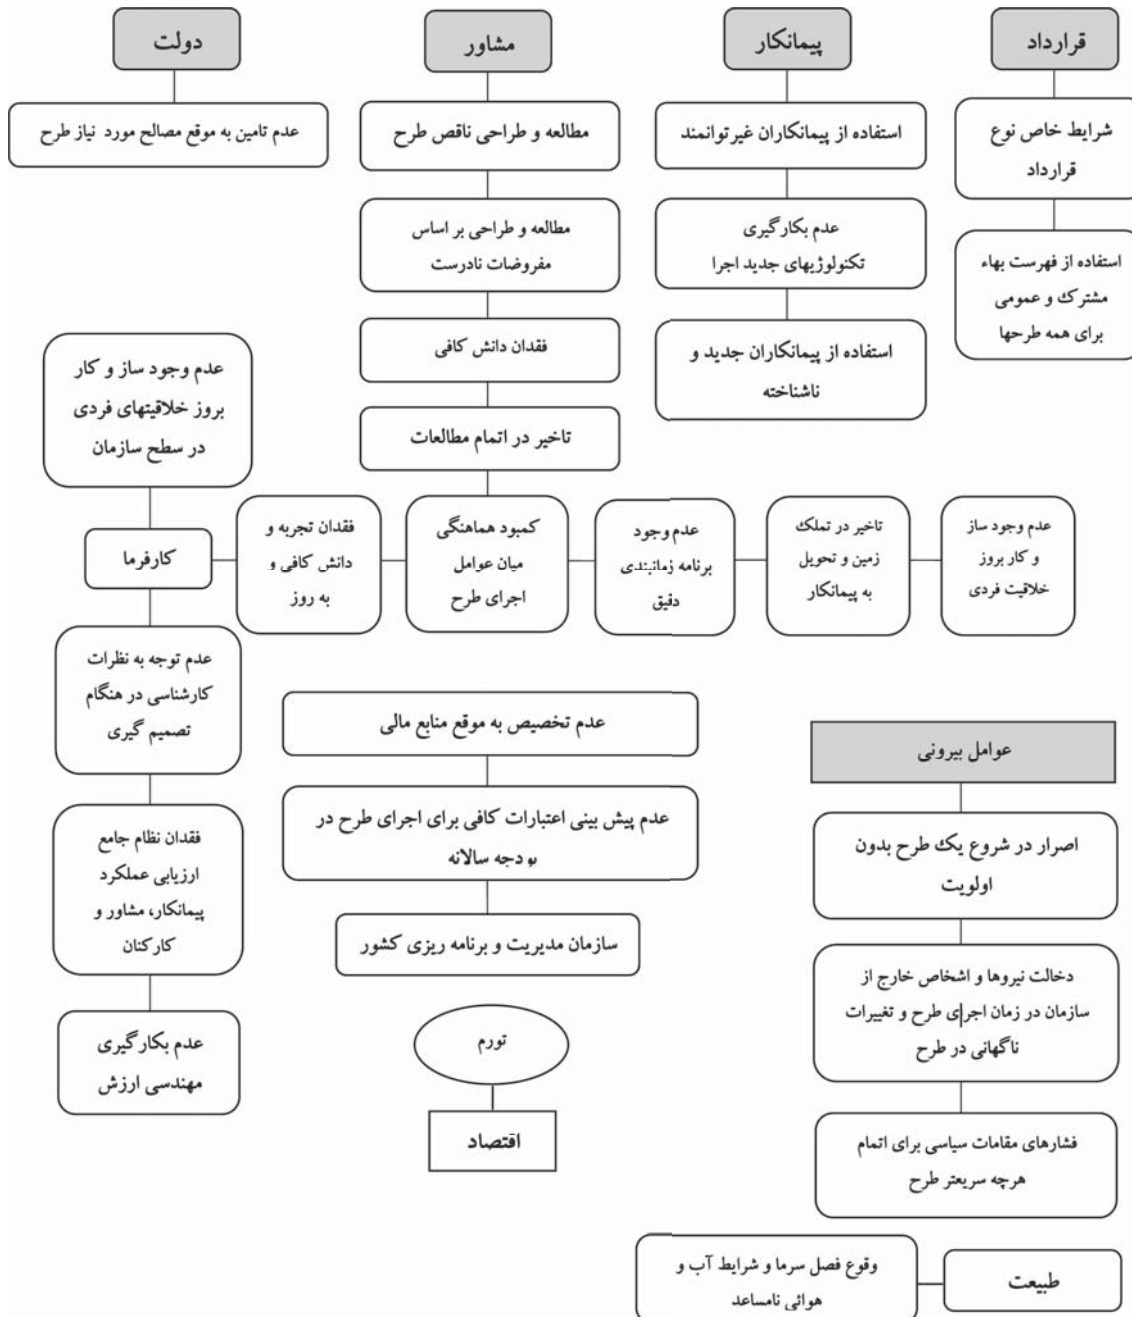 قرارداد
شرایط خاص نوع
قرارداد
استفاده از فهرست بهاء
مشترک و عمومی
برای همه طرحها
پیمانکار
استفاده از پیمانکاران غیرتوانمند
عدم بکارگیری
تکنولوژیهای جدید اجرا
استفاده از پیمانکاران جدید و
ناشناخته
مشاور
مطالعه و طراحی ناقص طرح
مطالعه و طراحی بر اساس
مفروضات نادرست
فقدان دانش کافی
تاخیر در اتمام مطالعات
دولت
عدم تامین به موقع مصالح مورد نیاز طرح
عدم وجود ساز و کار
بروز خلاقیتهای فردی
در سطح سازمان
کارفرما
عدم وجود ساز
و کار بروز
خلاقیت فردی
تاخیر در تملک
زمین و تحویل
به پیمانکار
عدم وجود
برنامه زمانبندی
دقیق
کمبود هماهنگی
میان عوامل
اجرای طرح
فقدان تجربه و
دانش کافی و
به روز
عدم توجه به نظرات
کارشناسی در هنگام
تصمیم گیری
فقدان نظام جامع
ارزیابی عملکرد
پیمانکار، مشاور و
کارکنان
عدم بکارگیری
مهندسی ارزش
عدم تخصیص به موقع منابع مالی
عدم پیش بینی اعتبارات کافی برای اجرای طرح در
بودجه سالانه
سازمان مدیریت و برنامه ریزی کشور
تورم
اقتصاد
عوامل بیرونی
اصرار در شروع یک طرح بدون
اولویت
دخالت نیروها و اشخاص خارج از
سازمان در زمان اجرای طرح و تغییرات
ناگهانی در طرح
فشارهای مقامات سیاسی برای اتمام
هرچه سریعتر طرح
طبیعت
وقوع فصل سرما و شرایط آب و
هوائی نامساعد